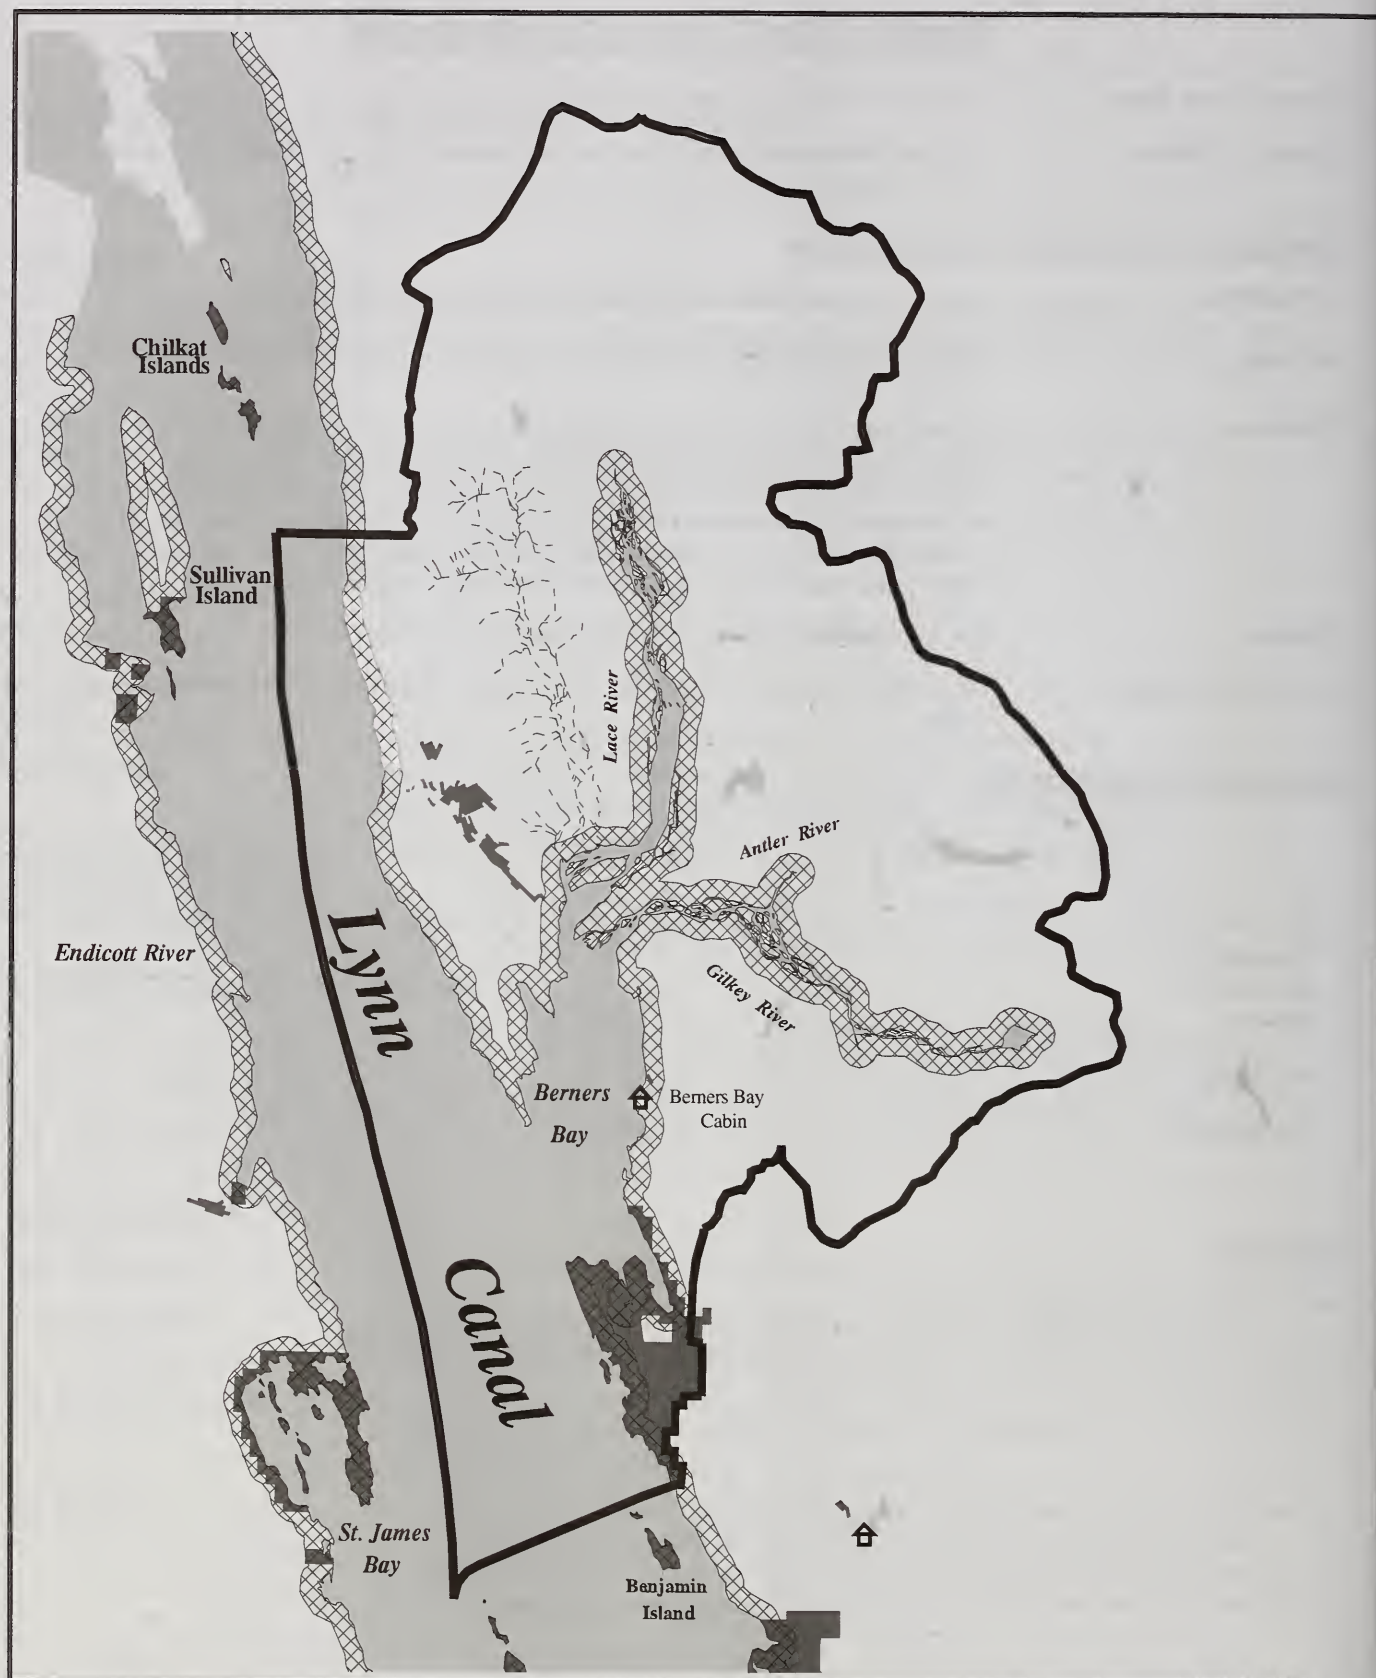 Chilkat
Islands
Sullivan
Island
Lace River
Antler River
Endicott River
Lynn
Gilkey River
Berners
Bay
Berners Bay
Cabin
Canal
St. James
Bay
Benjamin
Island